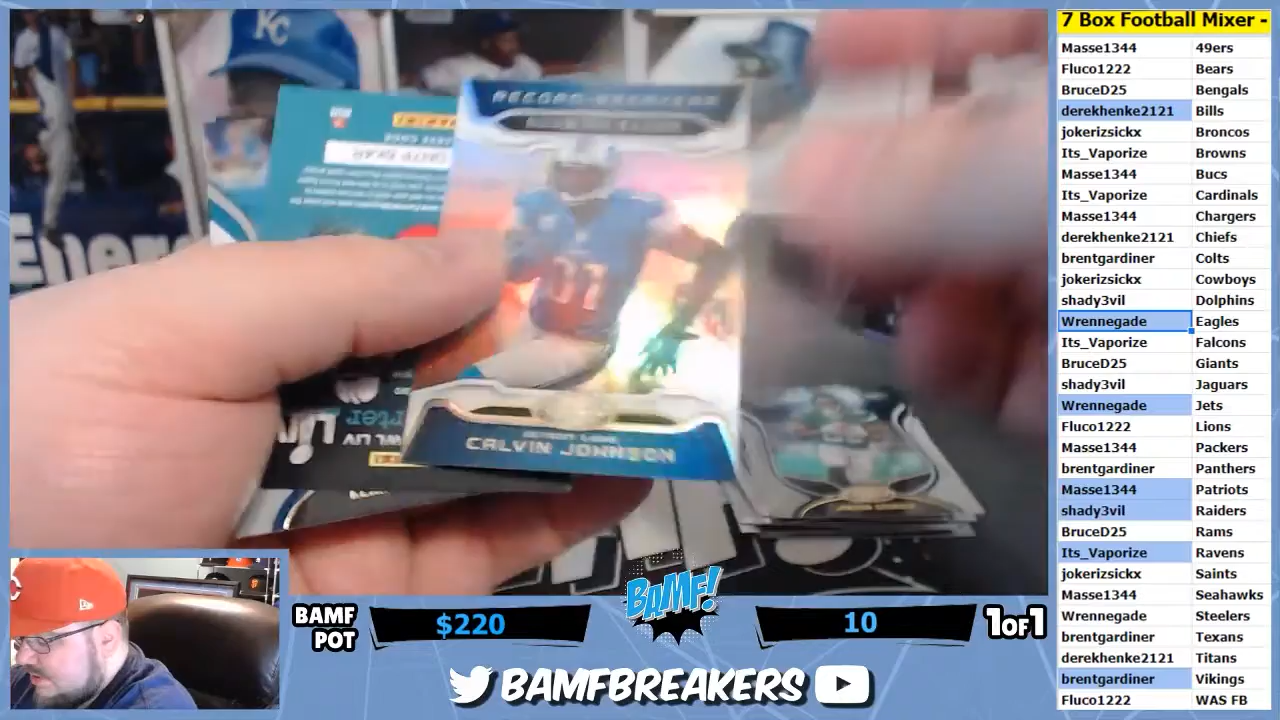 7 Box Football Mixer -
Masse1344 49ers
Fluco1222 Bears
BruceD25 Bengals
derekhenke2121 Bills
jokerizsickx Broncos
Its_Vaporize Browns
Masse1344 Bucs
Its_Vaporize Cardinals
Masse1344 Chargers
derekhenke2121 Chiefs
brentgardiner Colts
jokerizsickx Cowboys
shady3vil Dolphins
Wrennegade Eagles
Its_Vaporize Falcons
BruceD25 Giants
shady3vil Jaguars
Wrennegade Jets
Fluco1222 Lions
Masse1344 Packers
brentgardiner Panthers
Masse1344 Patriots
shady3vil Raiders
BruceD25 Rams
Its_Vaporize Ravens
jokerizsickx Saints
Masse1344 Seahawks
Wrennegade Steelers
brentgardiner Texans
derekhenke2121 Titans
brentgardiner Vikings
Fluco1222 WAS FB
KC
RECORD BREAKERS
CALVIN JOHNSON
BAMF POT
$220
BAMF!
10
1OF1
BAMFBREAKERS